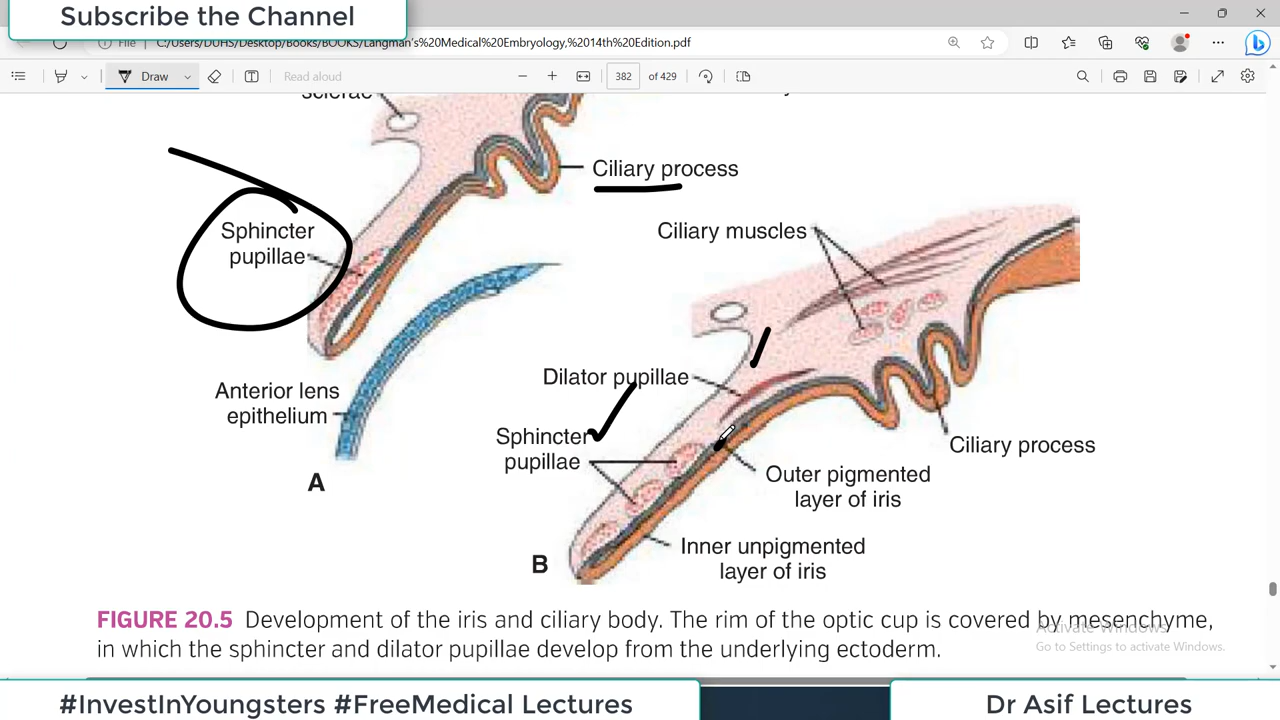 Subscribe the Channel
File
C:/Users/DUHS/Desktop/Books/BOOKS/Langman's%20Medical%20Embryology,%2014th%20Edition.pdf
Draw
Read aloud
382
of 429
sclerae
Ciliary process
Sphincter
pupillae
Ciliary muscles
Dilator pupillae
Anterior lens
epithelium
Sphincter
pupillae
Ciliary process
Outer pigmented
layer of iris
A
Inner unpigmented
layer of iris
B
FIGURE 20.5 Development of the iris and ciliary body. The rim of the optic cup is covered by mesenchyme,
in which the sphincter and dilator pupillae develop from the underlying ectoderm.
Activate Windows
Go to Settings to activate Windows.
#InvestInYoungsters #FreeMedical Lectures
Dr Asif Lectures